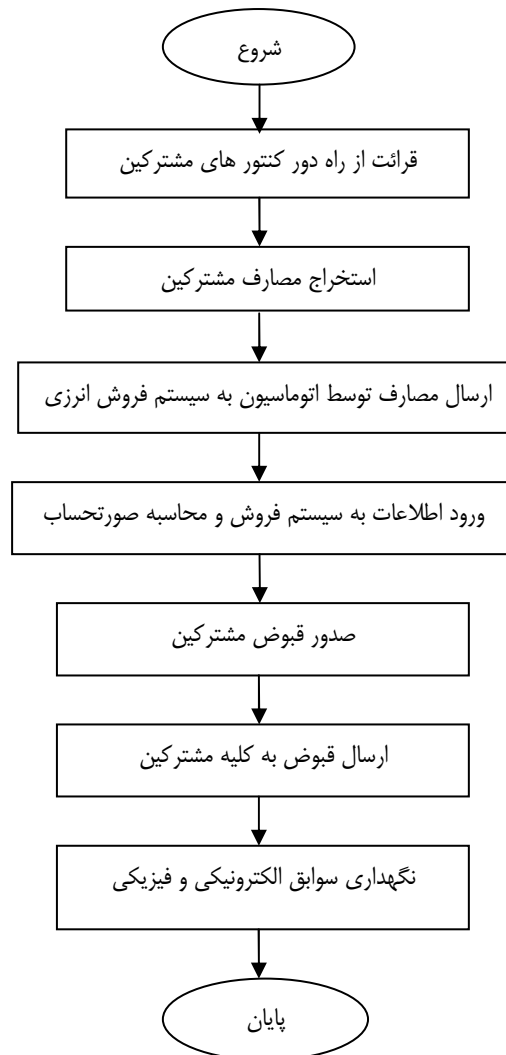 شروع
قرائت از راه دور کنتور های مشترکین
استخراج مصارف مشترکین
ارسال مصارف توسط اتوماسیون به سیستم فروش انرزی
ورود اطلاعات به سیستم فروش و محاسبه صورتحساب
صدور قبوض مشترکین
ارسال قبوض به کلیه مشترکین
نگهداری سوابق الکترونیکی و فیزیکی
پایان